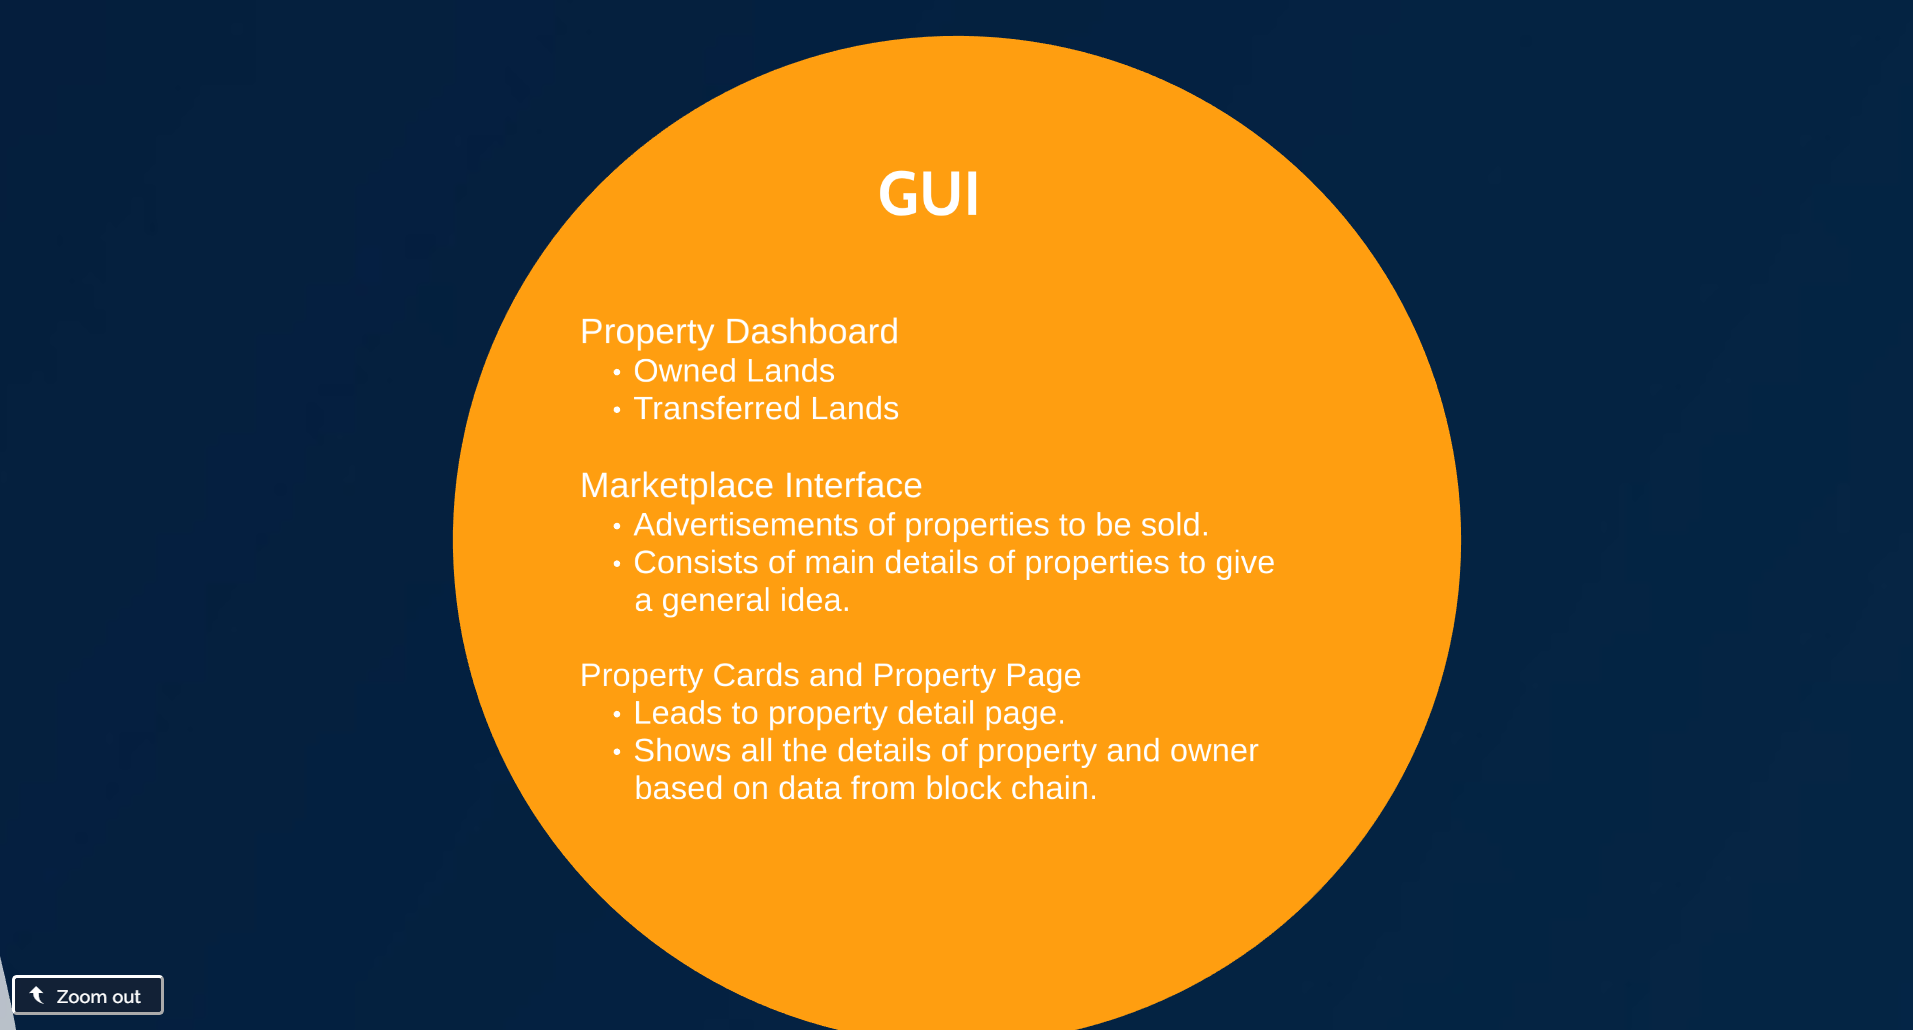 GUI
Property Dashboard
• Owned Lands
• Transferred Lands
Marketplace Interface
• Advertisements of properties to be sold.
• Consists of main details of properties to give
a general idea.
Property Cards and Property Page
• Leads to property detail page.
• Shows all the details of property and owner
based on data from block chain.
Zoom out